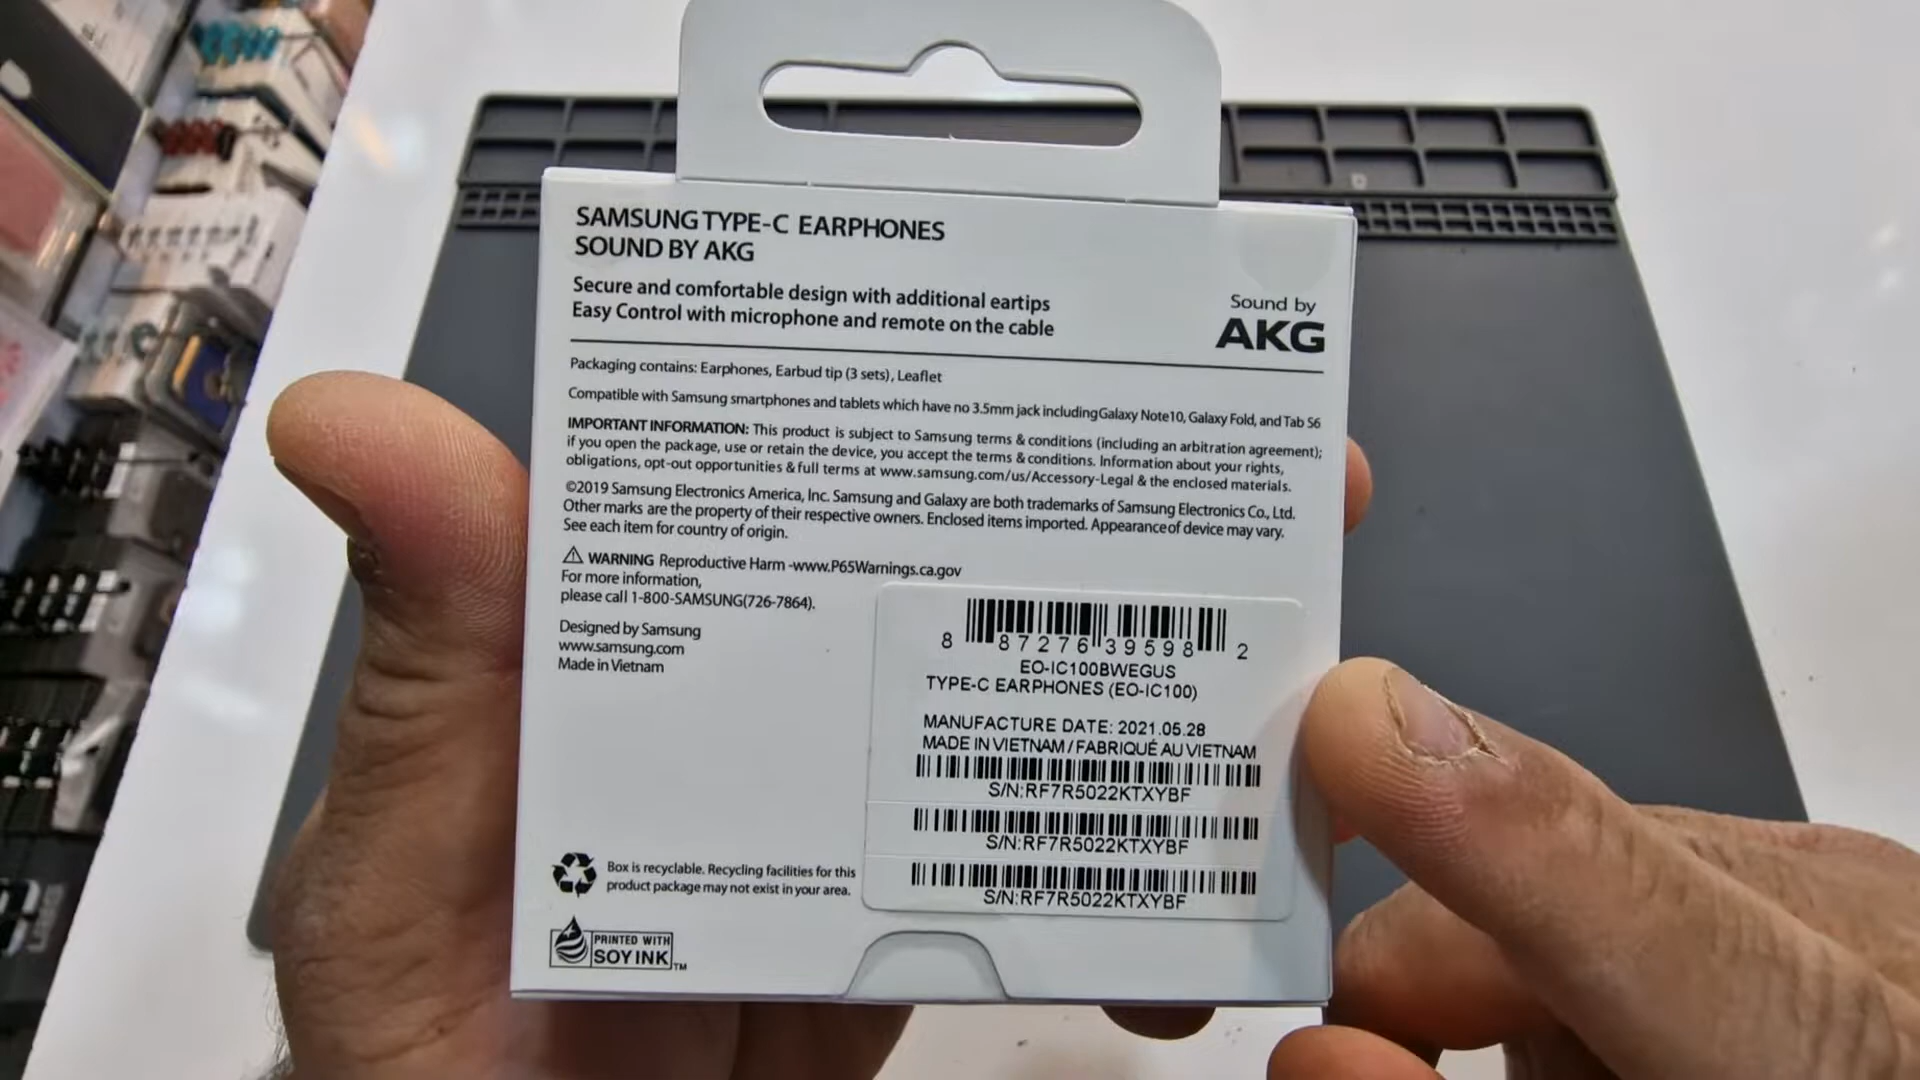 SAMSUNG TYPE-C EARPHONES
SOUND BY AKG
Secure and comfortable design with additional eartips
Easy Control with microphone and remote on the cable
Sound by
AKG
Packaging contains: Earphones, Earbud tip (3 sets), Leaflet
Compatible with Samsung smartphones and tablets which have no 3.5mm jack including Galaxy Note10, Galaxy Fold, and Tab S6
IMPORTANT INFORMATION: This product is subject to Samsung terms & conditions (including an arbitration agreement);
if you open the package, use or retain the device, you accept the terms & conditions. Information about your rights,
obligations, opt-out opportunities & full terms at www.samsung.com/us/Accessory-Legal & the enclosed materials.
©2019 Samsung Electronics America, Inc. Samsung and Galaxy are both trademarks of Samsung Electronics Co., Ltd.
Other marks are the property of their respective owners. Enclosed items imported. Appearance of device may vary.
See each item for country of origin.
⚠ WARNING Reproductive Harm -www.P65Warnings.ca.gov
For more information,
please call 1-800-SAMSUNG(726-7864).
Designed by Samsung
www.samsung.com
Made in Vietnam
8 87276 39598 2
EO-IC100BWEGUS
TYPE-C EARPHONES (EO-IC100)
MANUFACTURE DATE: 2021.05.28
MADE IN VIETNAM / FABRIQUÉ AU VIETNAM
S/N:RF7R5022KTXYBF
S/N:RF7R5022KTXYBF
S/N:RF7R5022KTXYBF
Box is recyclable. Recycling facilities for this
product package may not exist in your area.
PRINTED WITH
SOY INK TM